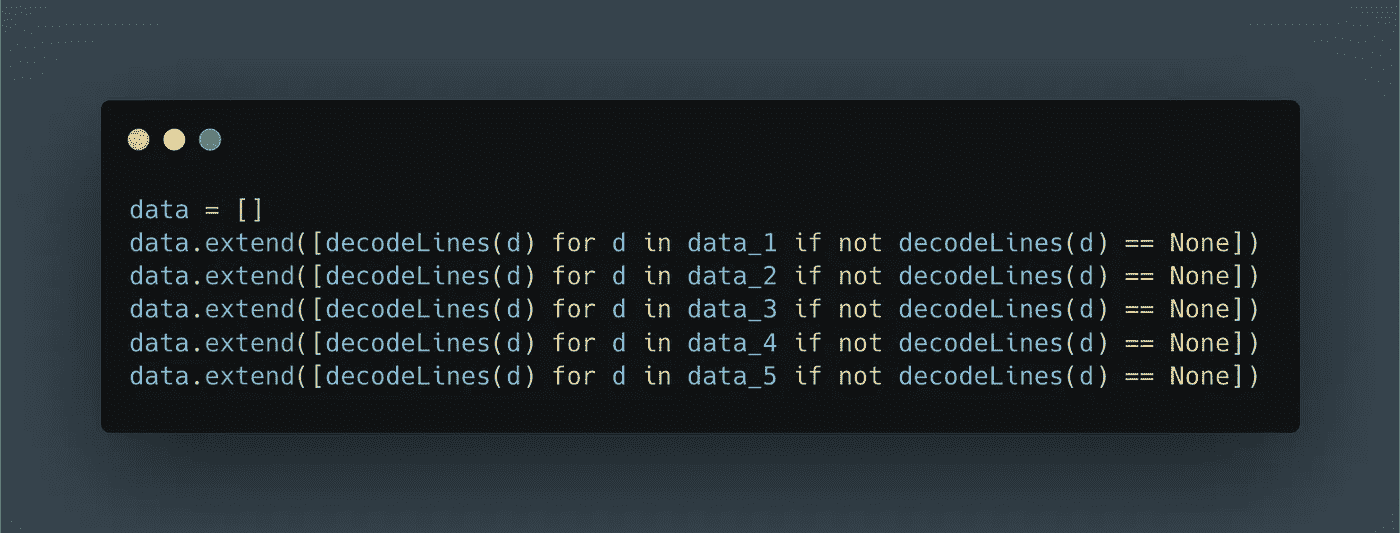 data = []
data.extend([decodeLines(d) for d in data_1 if not decodeLines(d) == None])
data.extend([decodeLines(d) for d in data_2 if not decodeLines(d) == None])
data.extend([decodeLines(d) for d in data_3 if not decodeLines(d) == None])
data.extend([decodeLines(d) for d in data_4 if not decodeLines(d) == None])
data.extend([decodeLines(d) for d in data_5 if not decodeLines(d) == None])